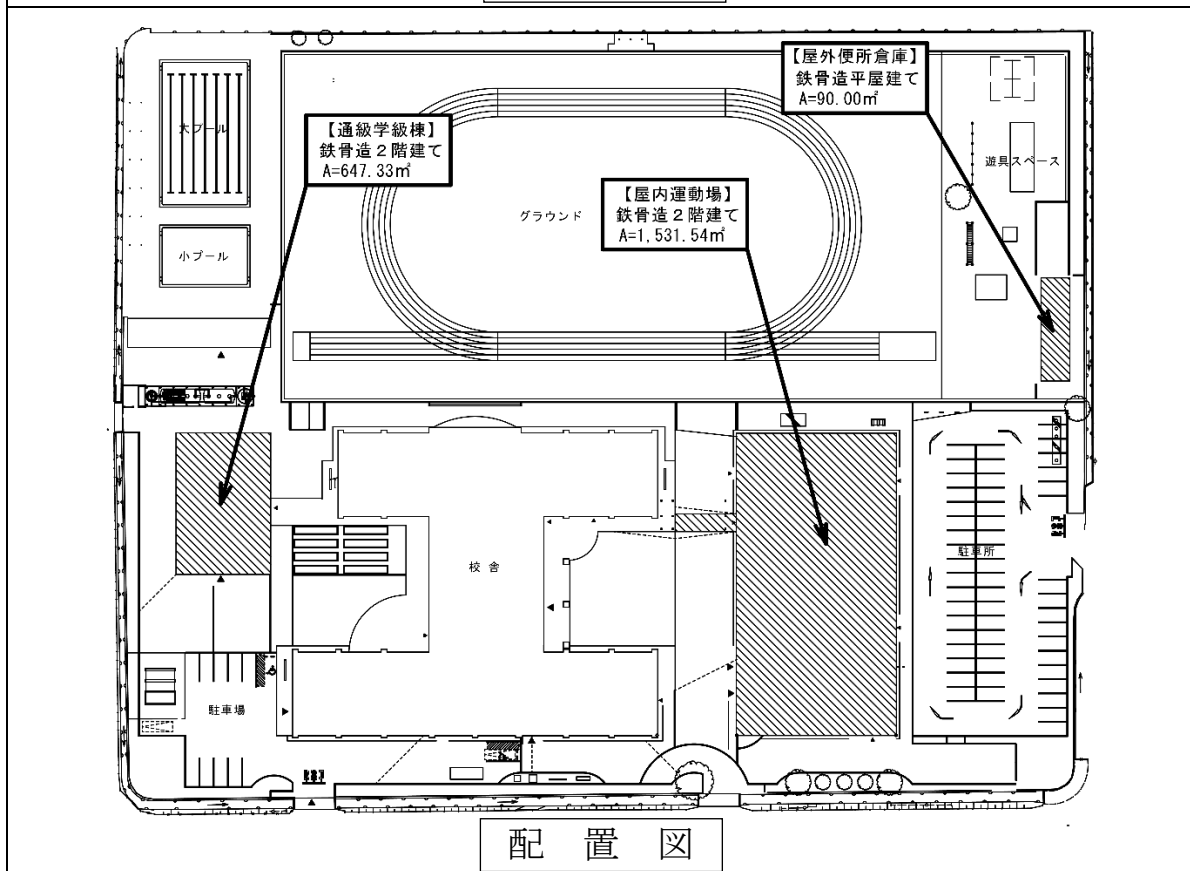 【屋外便所倉庫】
鉄骨造平屋建て
A=90.00㎡
大プール
【通級学級棟】
鉄骨造２階建て
A=647.33㎡
遊具スペース
【屋内運動場】
鉄骨造２階建て
A=1,531.54㎡
グラウンド
小プール
校舎
駐車所
駐車場
配置図